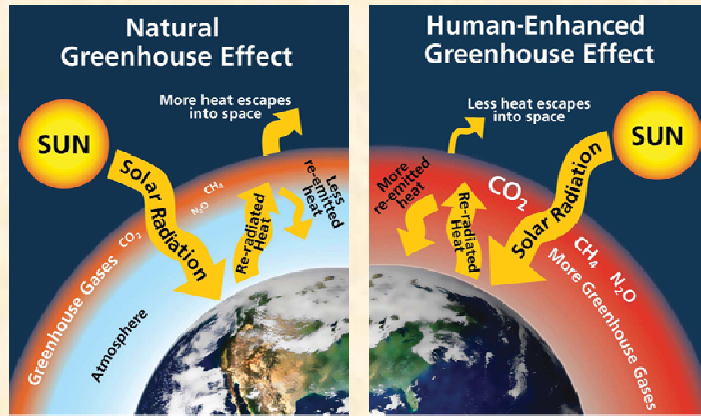 Natural
Greenhouse Effect
More heat escapes
into space
SUN
Solar Radiation
Re-radiated
Heat
Less
re-emitted
heat
CH₄
N₂O
CO₂
Greenhouse Gases
Atmosphere
Human-Enhanced
Greenhouse Effect
Less heat escapes
into space
SUN
Solar Radiation
More
re-emitted
heat
Re-radiated
Heat
CO₂
CH₄
N₂O
More Greenhouse Gases